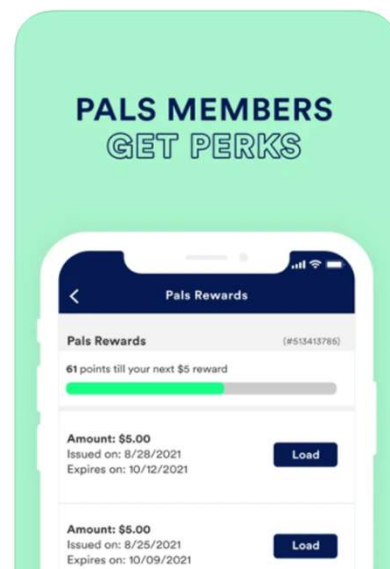 PALS MEMBERS
GET PERKS
Pals Rewards
Pals Rewards (#513413785)
61 points till your next $5 reward
Amount: $5.00
Issued on: 8/28/2021
Expires on: 10/12/2021
Load
Amount: $5.00
Issued on: 8/25/2021
Expires on: 10/09/2021
Load